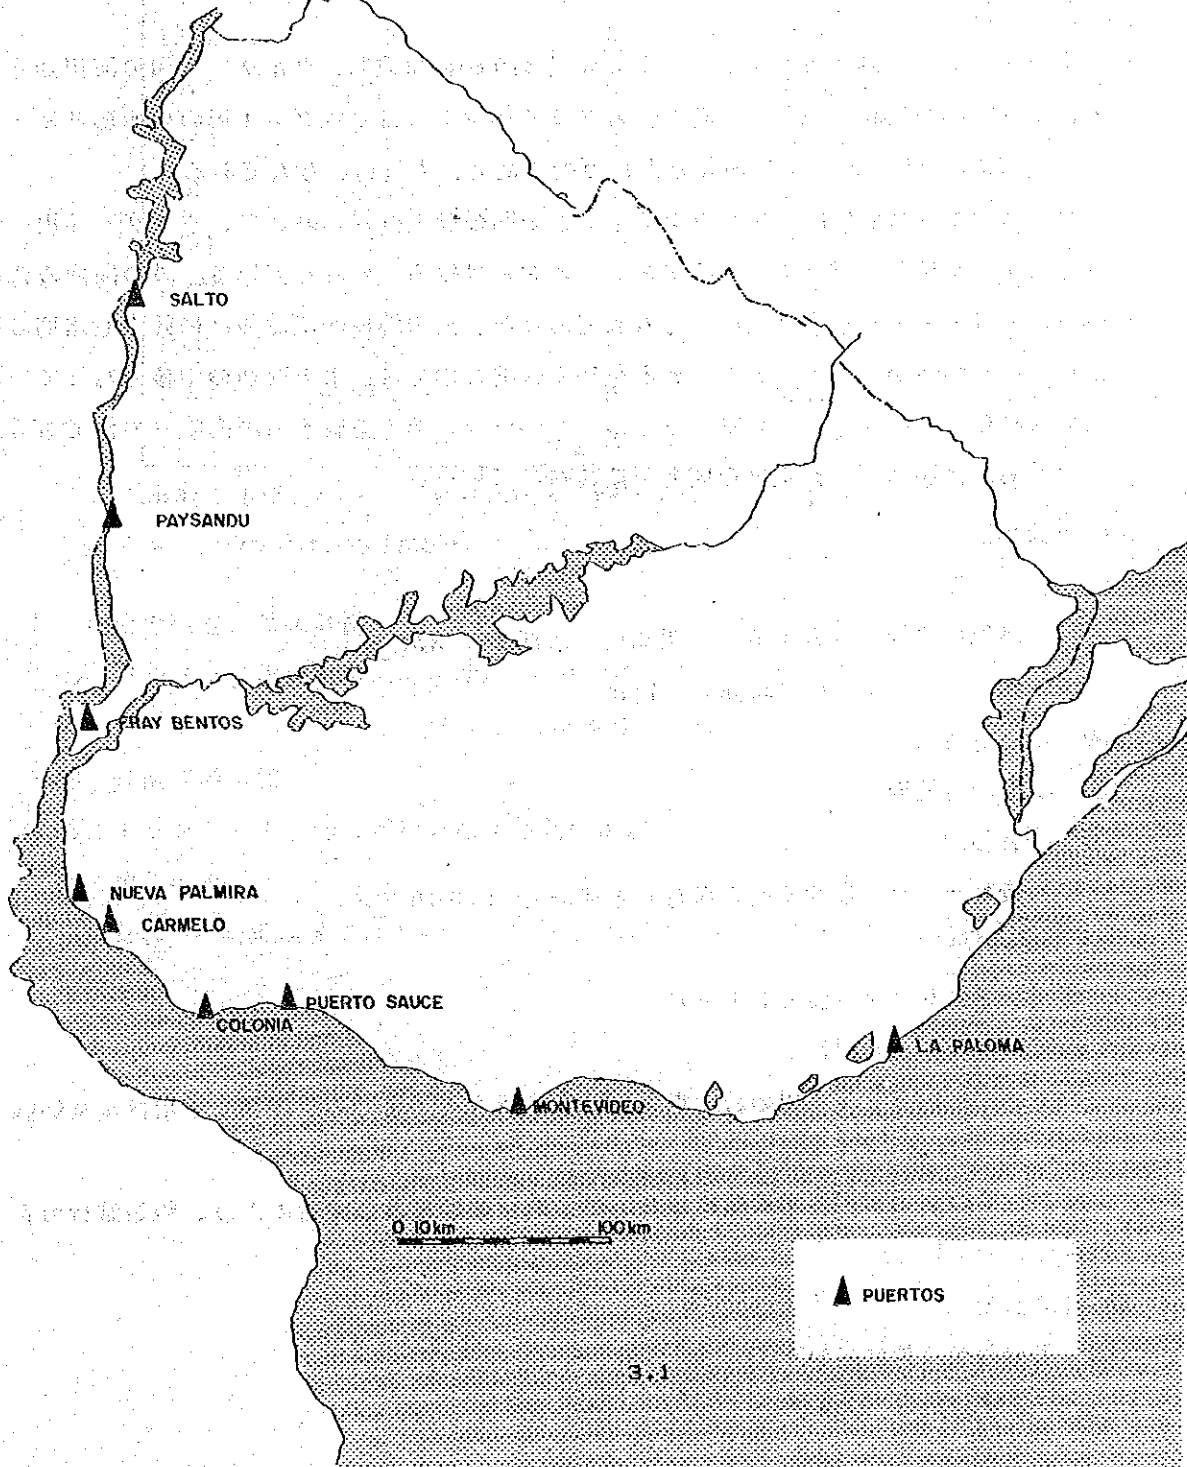 SALTO
PAYSANDU
FRAY BENTOS
NUEVA PALMIRA
CARMELO
PUERTO SAUCE
COLONIA
LA PALOMA
MONTEVIDEO
0 10km 100km
PUERTOS
3.1